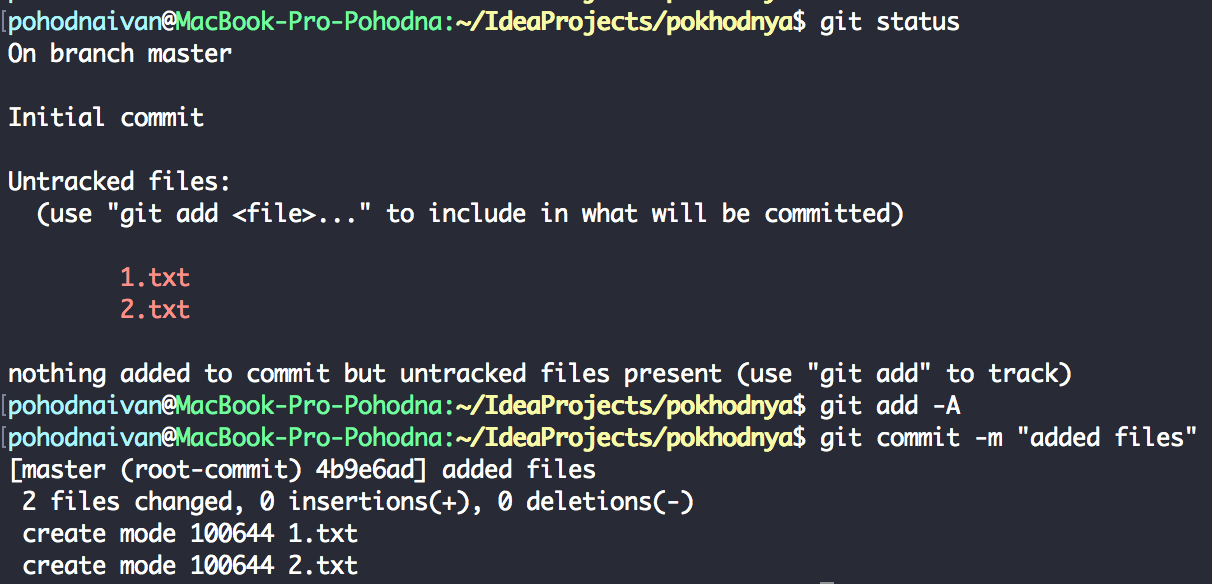 [pohodnaivan@MacBook-Pro-Pohodna:~/IdeaProjects/pokhodnya$ git status
On branch master
Initial commit
Untracked files:
  (use "git add <file>..." to include in what will be committed)
        1.txt
        2.txt
nothing added to commit but untracked files present (use "git add" to track)
[pohodnaivan@MacBook-Pro-Pohodna:~/IdeaProjects/pokhodnya$ git add -A
[pohodnaivan@MacBook-Pro-Pohodna:~/IdeaProjects/pokhodnya$ git commit -m "added files"
[master (root-commit) 4b9e6ad] added files
 2 files changed, 0 insertions(+), 0 deletions(-)
 create mode 100644 1.txt
 create mode 100644 2.txt